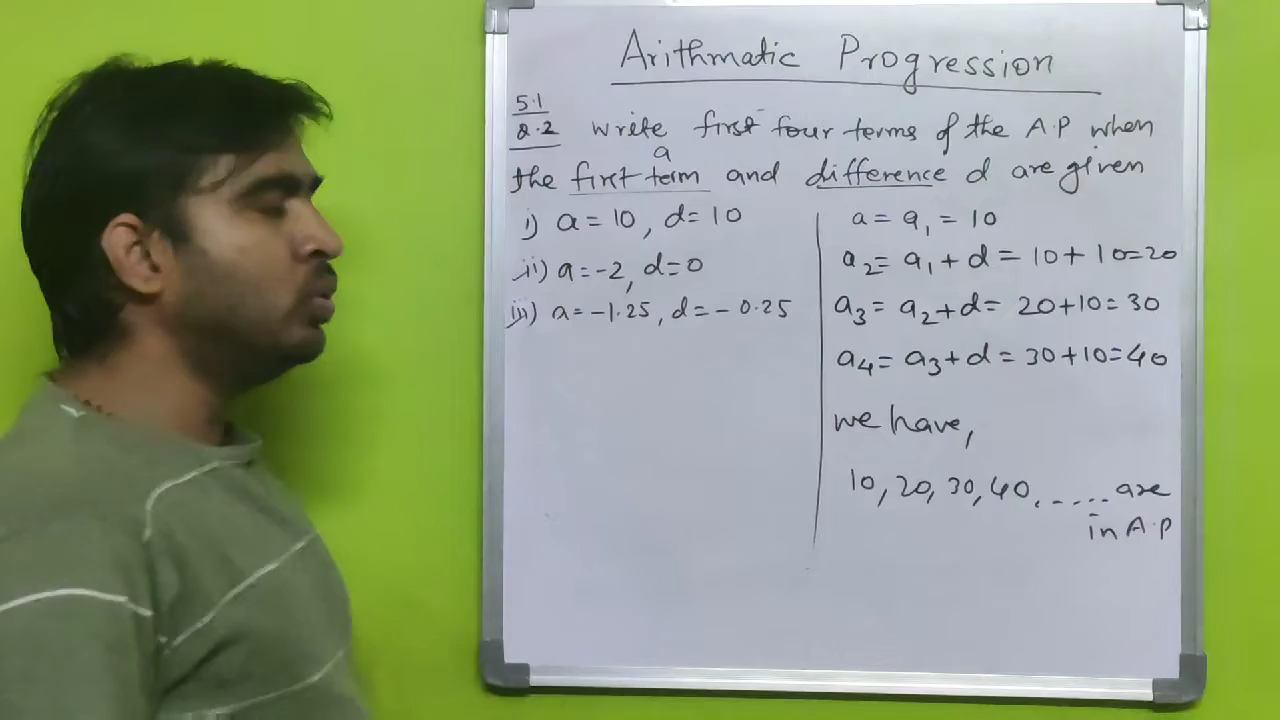 Arithmatic Progression
5.1
Q.2 write first four terms of the A.P when
a
the first term and difference d are given
i) a = 10, d = 10
ii) a = -2, d = 0
iii) a = -1.25, d = - 0.25
a = a₁ = 10
a₂ = a₁ + d = 10 + 10 = 20
a₃ = a₂ + d = 20 + 10 = 30
a₄ = a₃ + d = 30 + 10 = 40
we have,
10, 20, 30, 40, ..... are
in A.P